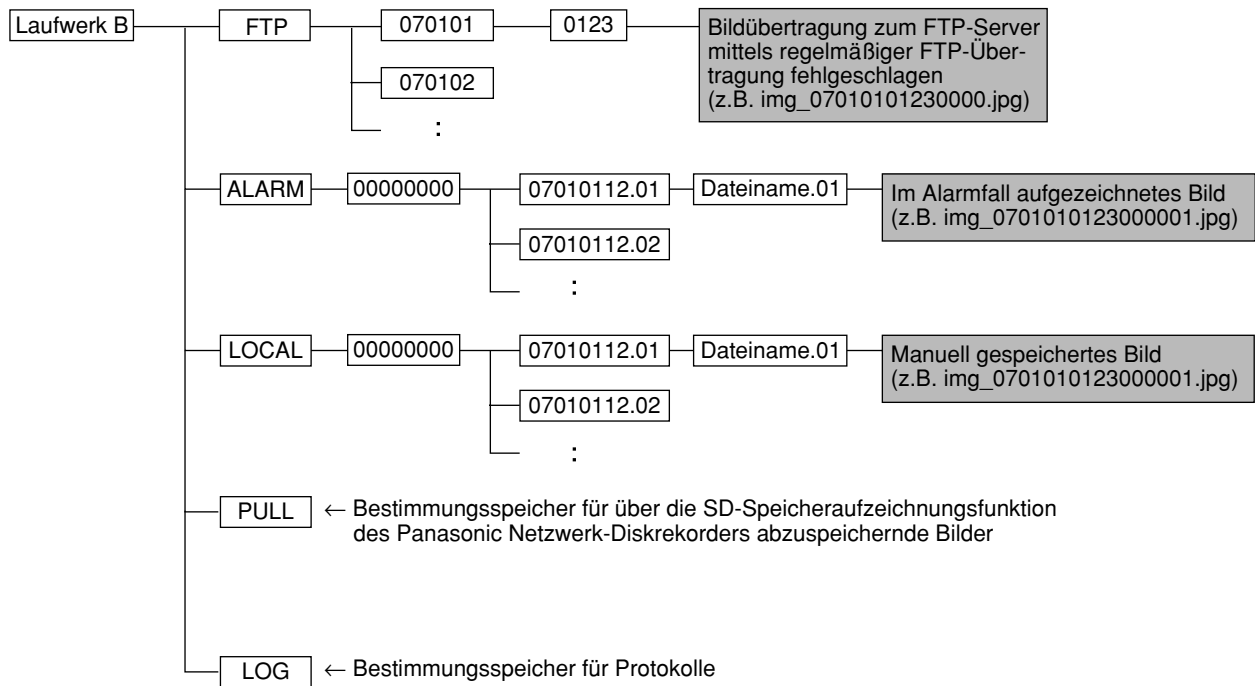 Laufwerk B
FTP
070101
0123
Bildübertragung zum FTP-Server
mittels regelmäßiger FTP-Über-
tragung fehlgeschlagen
(z.B. img_07010101230000.jpg)
070102
:
ALARM
00000000
07010112.01
Dateiname.01
Im Alarmfall aufgezeichnetes Bild
(z.B. img_0701010123000001.jpg)
07010112.02
:
LOCAL
00000000
07010112.01
Dateiname.01
Manuell gespeichertes Bild
(z.B. img_0701010123000001.jpg)
07010112.02
:
PULL
← Bestimmungsspeicher für über die SD-Speicheraufzeichnungsfunktion
des Panasonic Netzwerk-Diskrekorders abzuspeichernde Bilder
LOG
← Bestimmungsspeicher für Protokolle